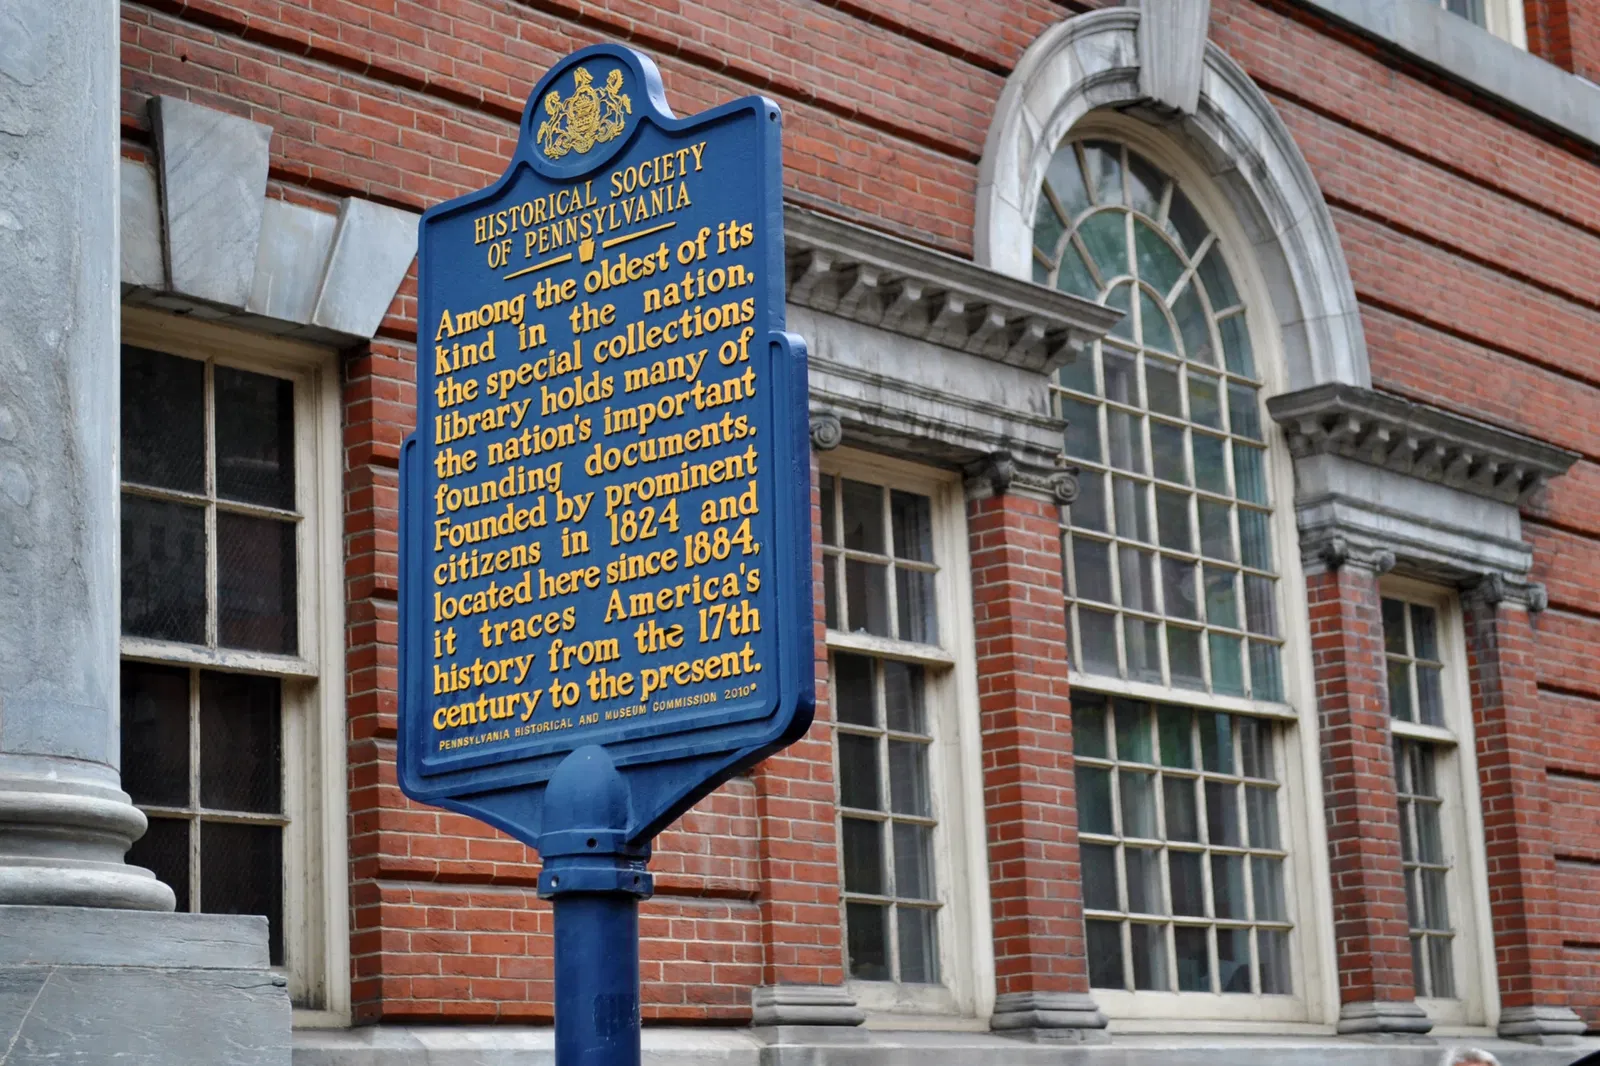 HISTORICAL SOCIETY
OF PENNSYLVANIA
Among the oldest of its
kind in the nation,
the special collections
library holds many of
the nation's important
founding documents.
Founded by prominent
citizens in 1824 and
located here since 1884,
it traces America's
history from the 17th
century to the present.
PENNSYLVANIA HISTORICAL AND MUSEUM COMMISSION 2010